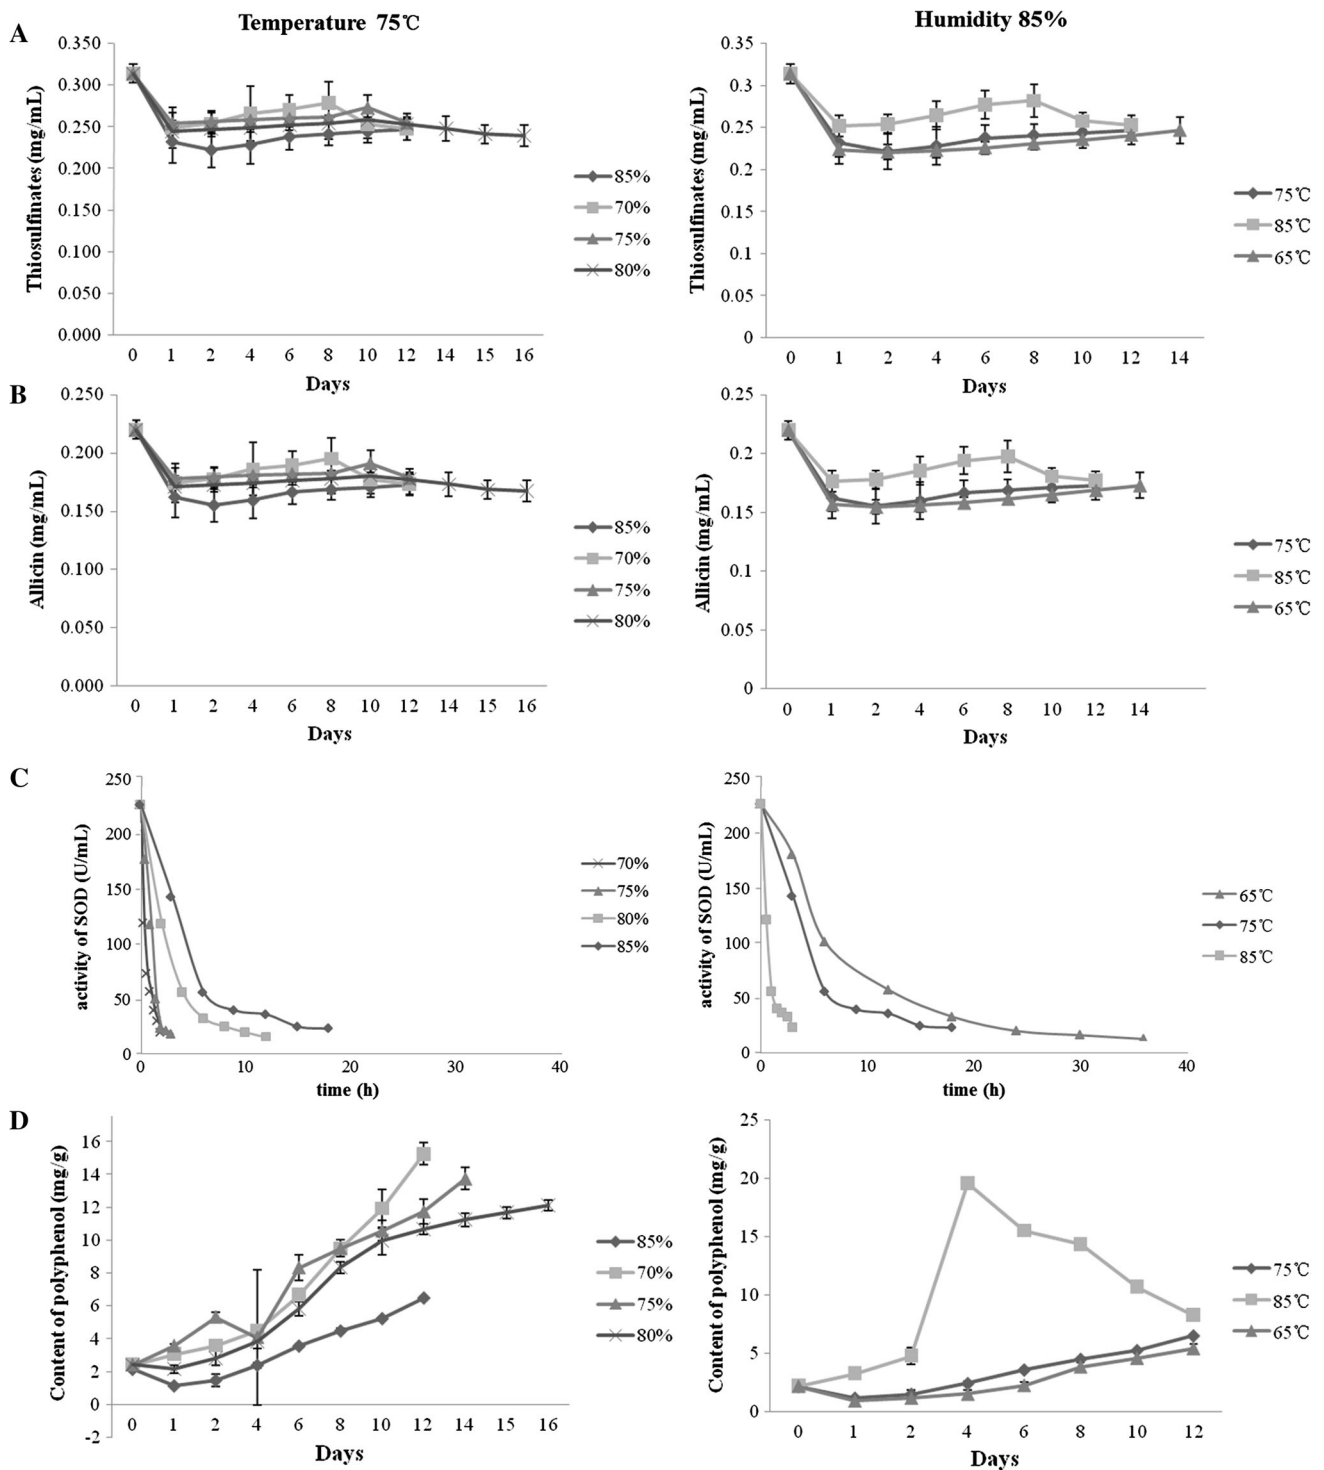 A
Temperature 75℃
Humidity 85%
0.350
0.300
0.250
0.200
0.150
0.100
0.050
0.000
Thiosulfinates (mg/mL)
0 1 2 4 6 8 10 12 14 15 16
Days
85%
70%
75%
80%
0.35
0.3
0.25
0.2
0.15
0.1
0.05
0
Thiosulfinates (mg/mL)
0 1 2 4 6 8 10 12 14
Days
75℃
85℃
65℃
B
0.250
0.200
0.150
0.100
0.050
0.000
Allicin (mg/mL)
0 1 2 4 6 8 10 12 14 15 16
Days
85%
70%
75%
80%
0.25
0.2
0.15
0.1
0.05
0
Allicin (mg/mL)
0 1 2 4 6 8 10 12 14
Days
75℃
85℃
65℃
C
250
200
150
100
50
0
activity of SOD (U/mL)
0 10 20 30 40
time (h)
70%
75%
80%
85%
250
200
150
100
50
0
activity of SOD (U/mL)
0 10 20 30 40
time (h)
65℃
75℃
85℃
D
16
14
12
10
8
6
4
2
0
-2
Content of polyphenol (mg/g)
0 1 2 4 6 8 10 12 14 15 16
Days
85%
70%
75%
80%
25
20
15
10
5
0
Content of polyphenol (mg/g)
0 1 2 4 6 8 10 12
Days
75℃
85℃
65℃